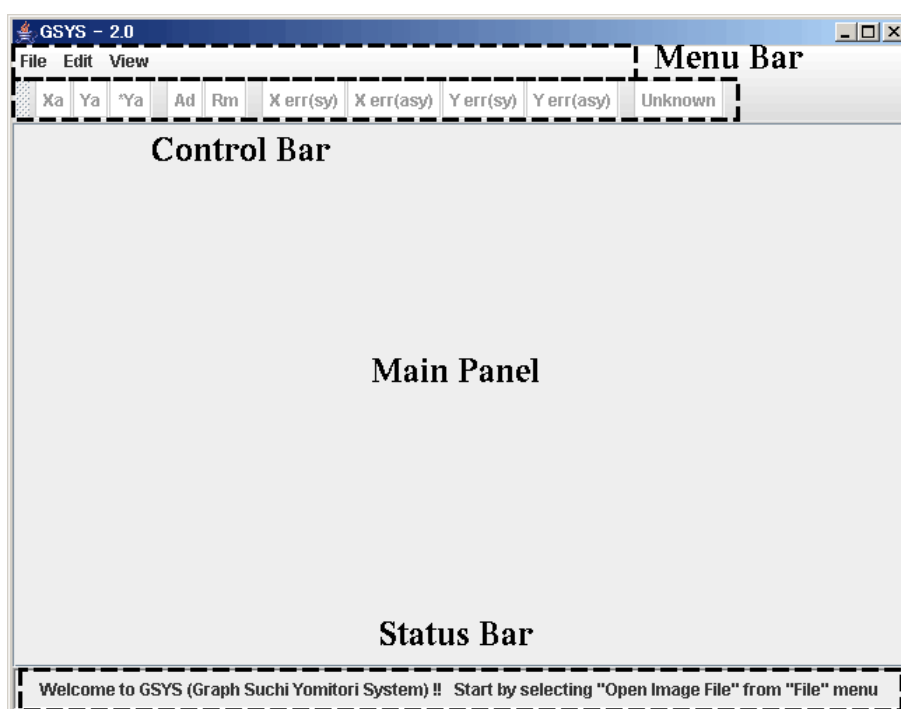 GSYS - 2.0
File Edit View
Menu Bar
Xa Ya *Ya Ad Rm X err(sy) X err(asy) Y err(sy) Y err(asy) Unknown
Control Bar
Main Panel
Status Bar
Welcome to GSYS (Graph Suchi Yomitori System) !! Start by selecting "Open Image File" from "File" menu